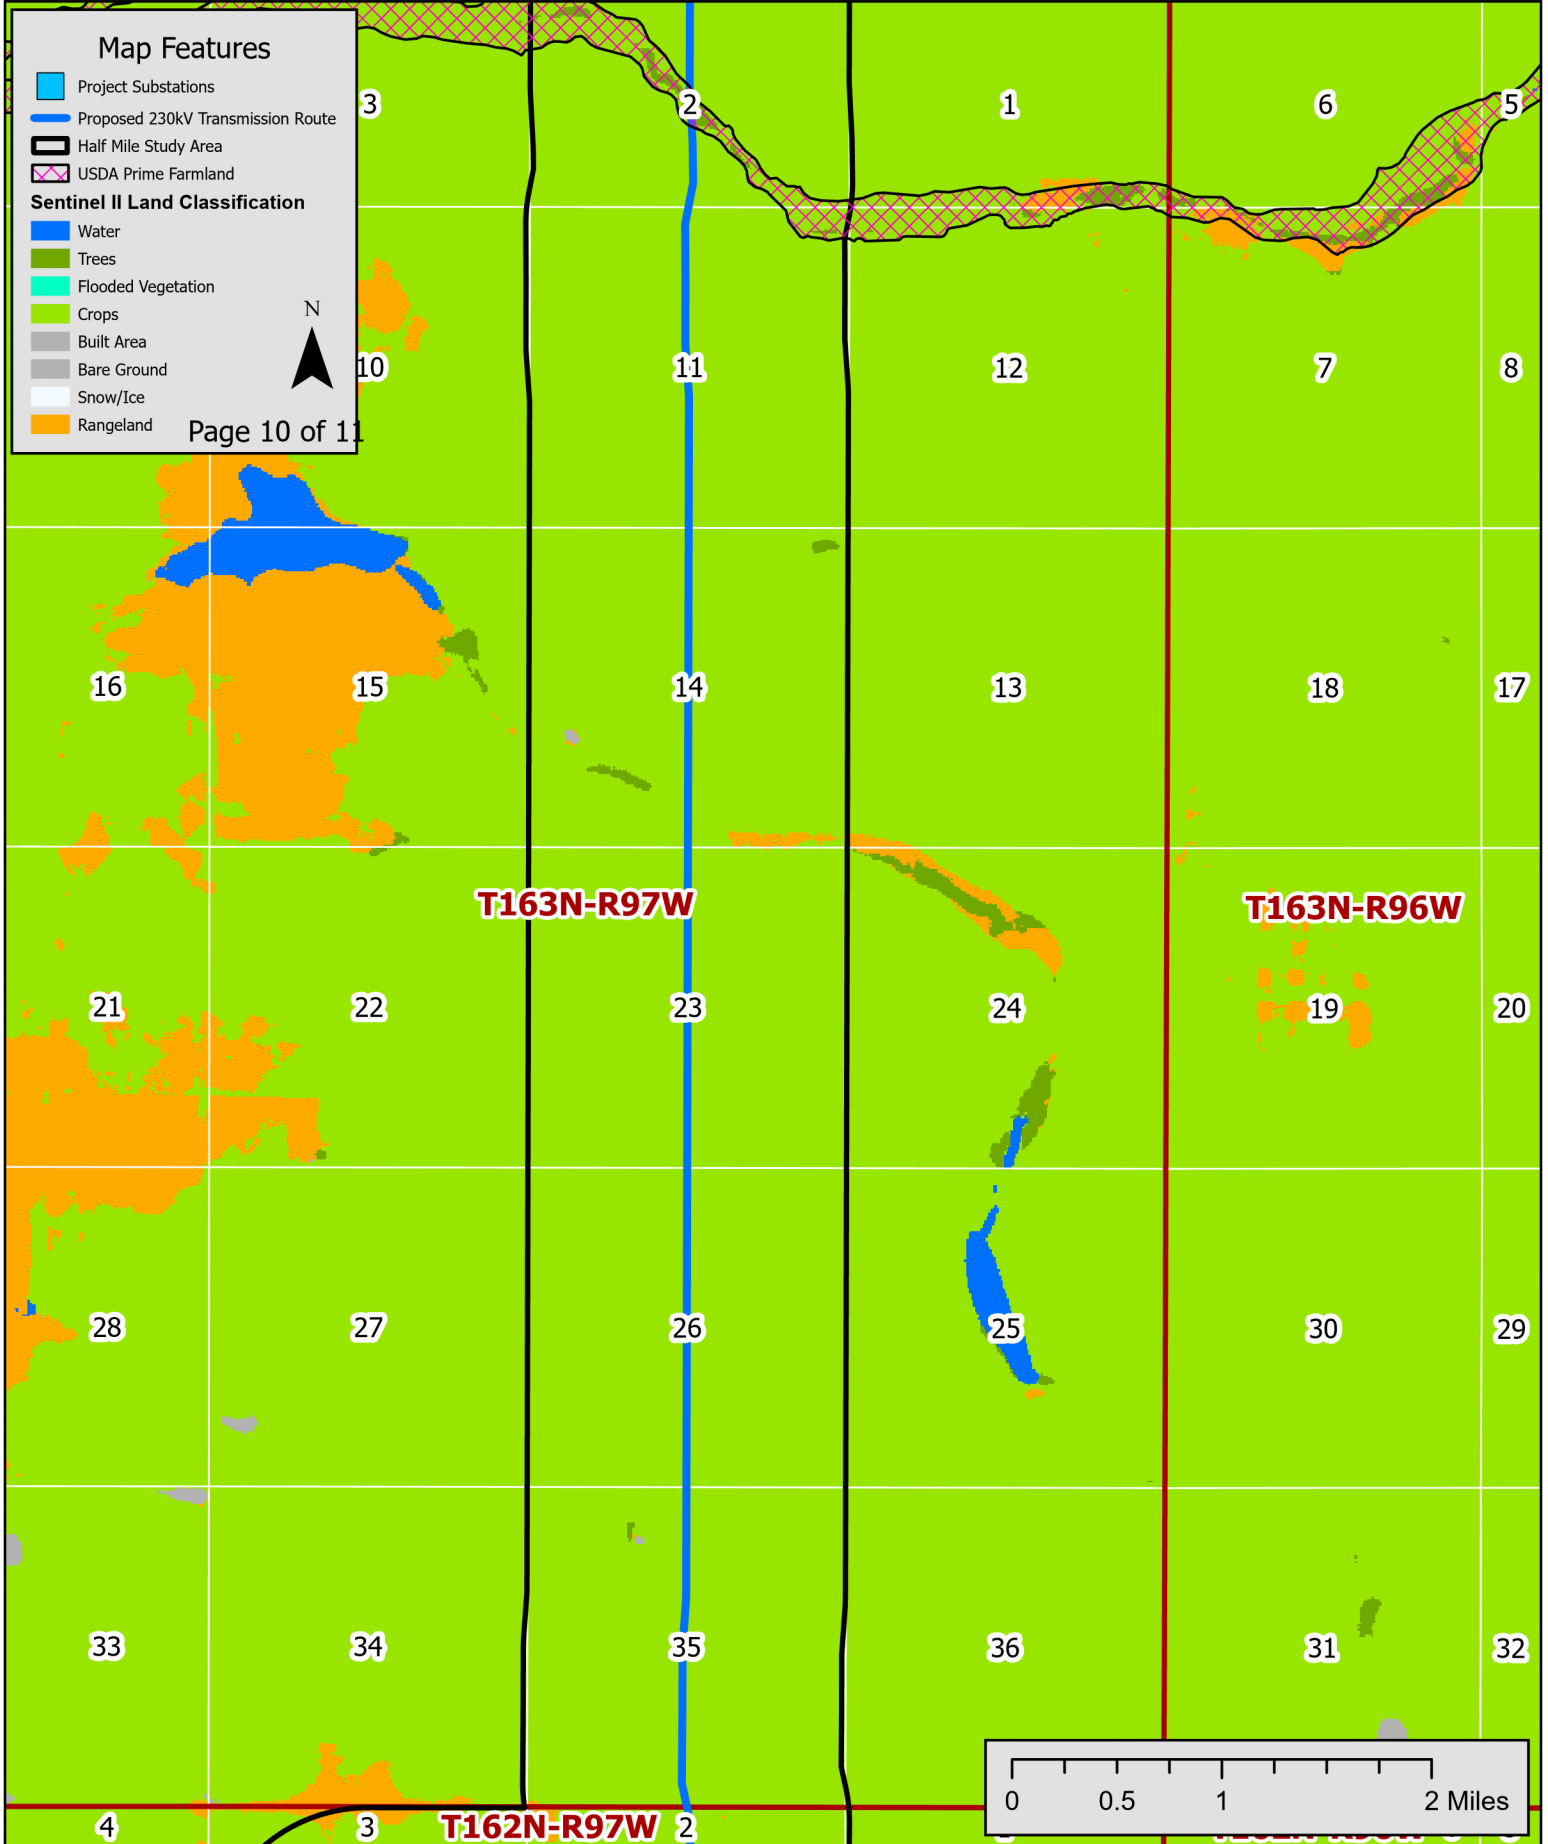 Map Features
Project Substations
Proposed 230kV Transmission Route
Half Mile Study Area
USDA Prime Farmland
Sentinel II Land Classification
Water
Trees
Flooded Vegetation
Crops
Built Area
Bare Ground
Snow/Ice
Rangeland
N
Page 10 of 11
3 2 1 6 5
10 11 12 7 8
16 15 14 13 18 17
T163N-R97W T163N-R96W
21 22 23 24 19 20
28 27 26 25 30 29
33 34 35 36 31 32
4 3 T162N-R97W 2
0 0.5 1 2 Miles